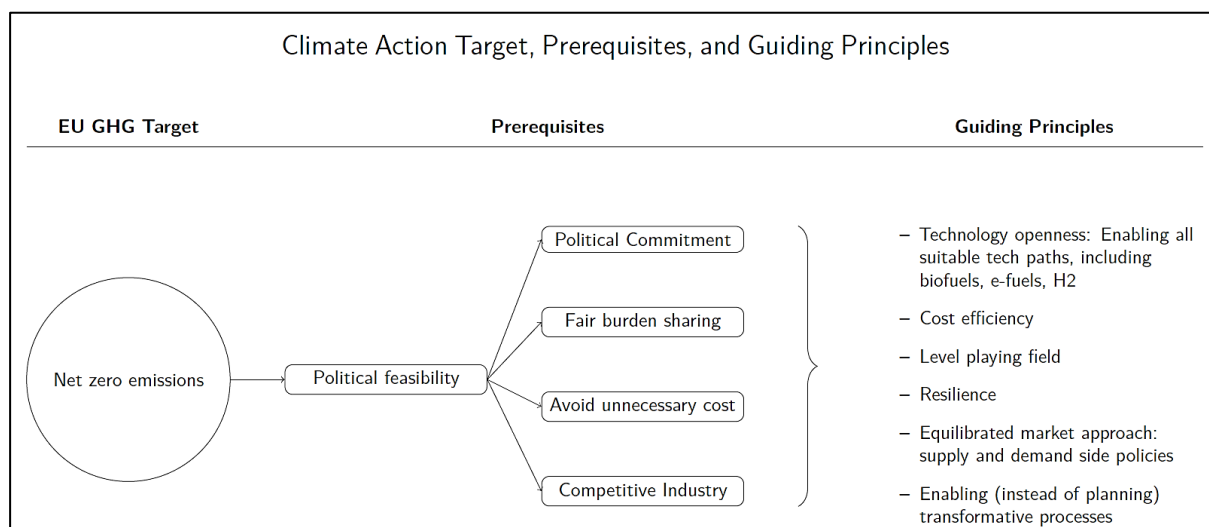 Climate Action Target, Prerequisites, and Guiding Principles
EU GHG Target
Prerequisites
Guiding Principles
Net zero emissions
Political feasibility
Political Commitment
Fair burden sharing
Avoid unnecessary cost
Competitive Industry
– Technology openness: Enabling all
suitable tech paths, including
biofuels, e-fuels, H2
– Cost efficiency
– Level playing field
– Resilience
– Equilibrated market approach:
supply and demand side policies
– Enabling (instead of planning)
transformative processes